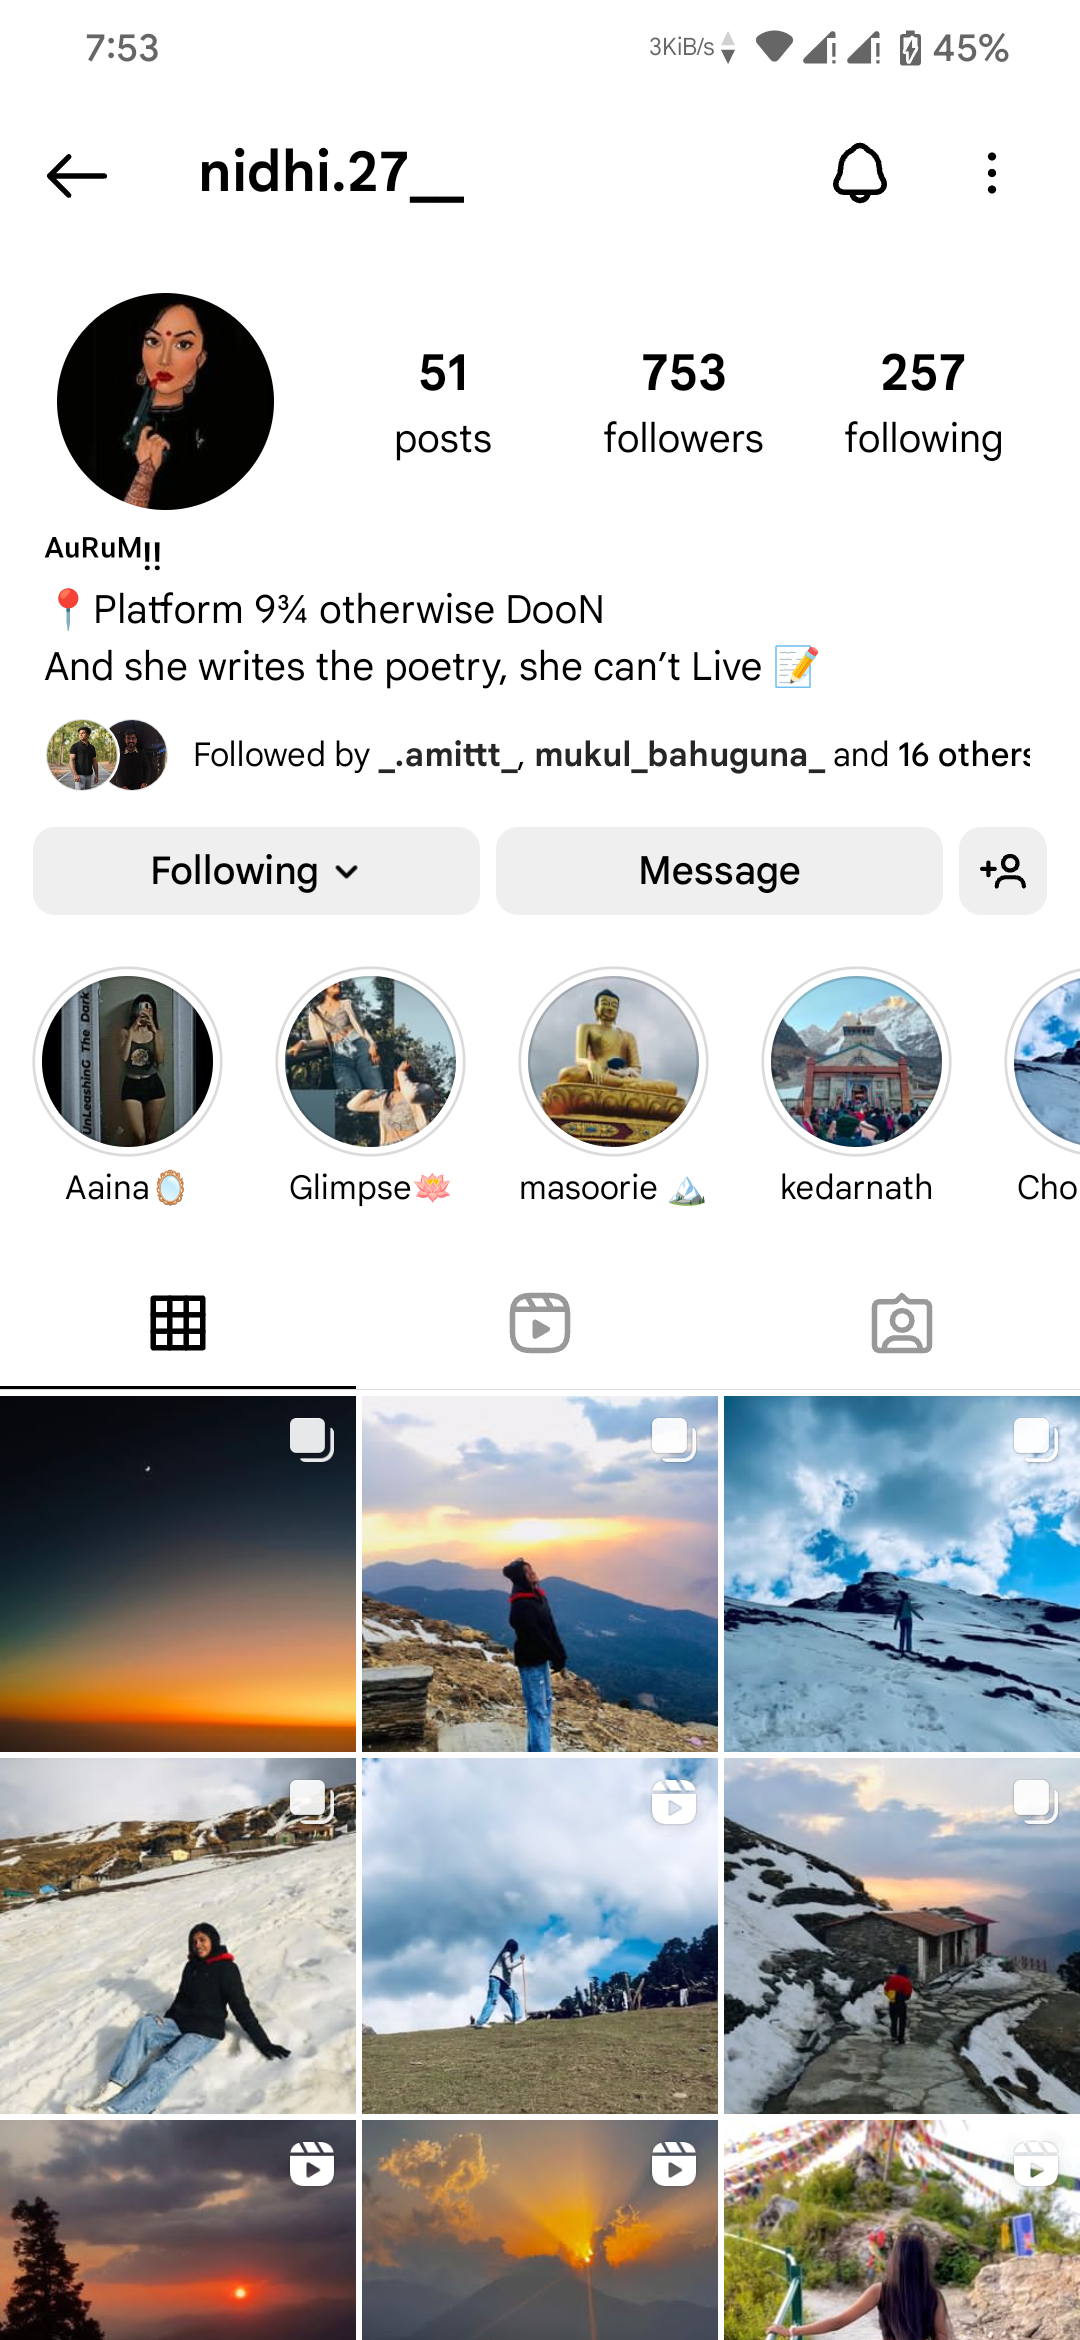 7:53 3KiB/s 45%
nidhi.27__
51 753 257
posts followers following
AuRuM!!
📍Platform 9¾ otherwise DooN
And she writes the poetry, she can’t Live 📝
Followed by _.amittt_, mukul_bahuguna_ and 16 others
Following Message
UnLeashinG The Dark
Aaina🪞 Glimpse🪷 masoorie 🏔️ kedarnath Cho